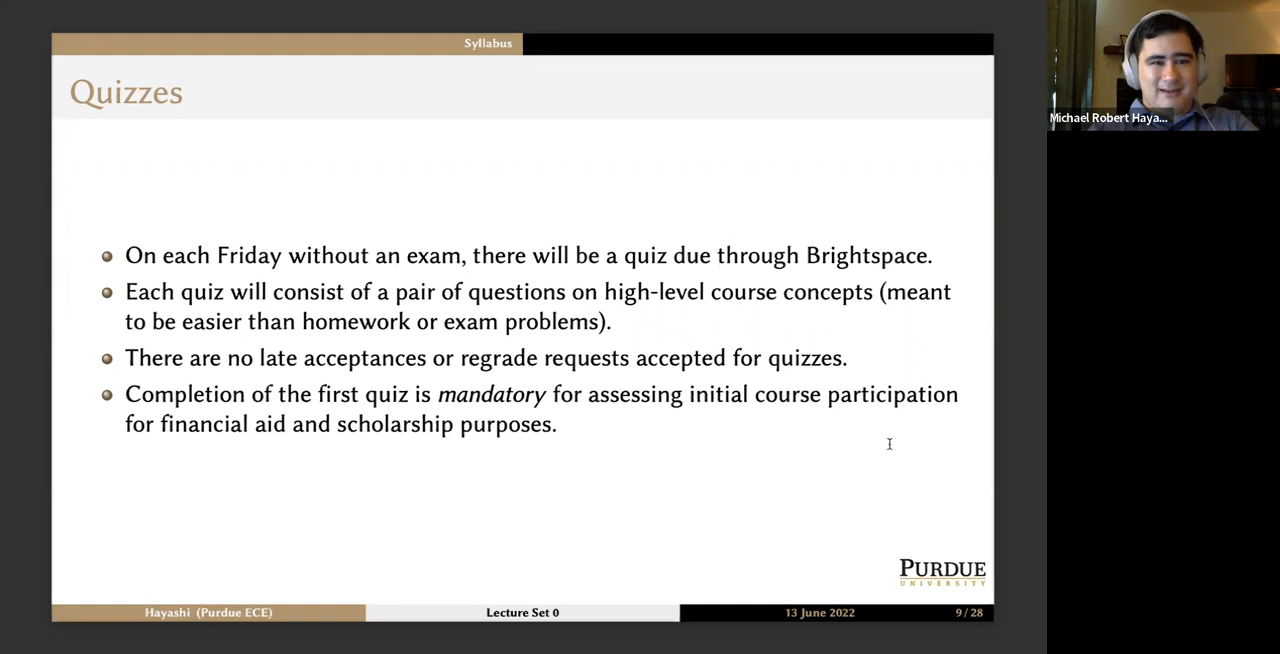 Syllabus
Quizzes
On each Friday without an exam, there will be a quiz due through Brightspace.
Each quiz will consist of a pair of questions on high-level course concepts (meant
to be easier than homework or exam problems).
There are no late acceptances or regrade requests accepted for quizzes.
Completion of the first quiz is mandatory for assessing initial course participation
for financial aid and scholarship purposes.
PURDUE
UNIVERSITY
Hayashi (Purdue ECE) Lecture Set 0 13 June 2022 9 / 28
Michael Robert Haya...